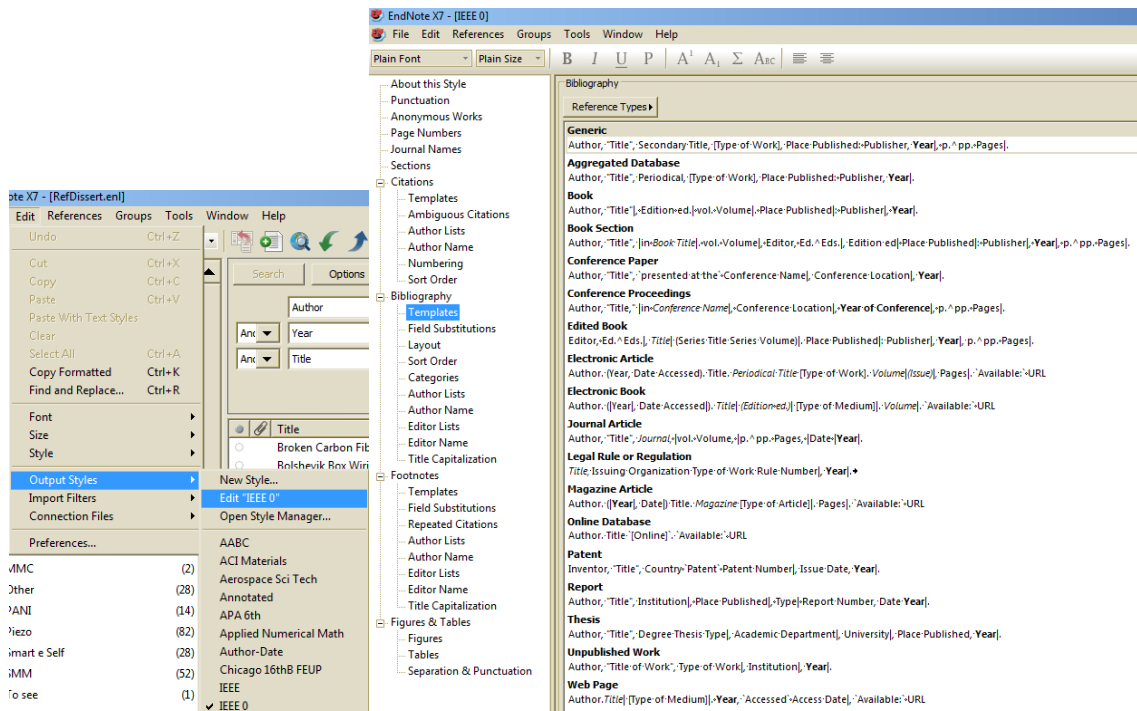 ote X7 - [RefDissert.enl]
Edit References Groups Tools Window Help
Undo Ctrl+Z
Cut Ctrl+X
Copy Ctrl+C
Paste Ctrl+V
Paste With Text Styles
Clear
Select All Ctrl+A
Copy Formatted Ctrl+K
Find and Replace... Ctrl+R
Font
Size
Style
Output Styles
Import Filters
Connection Files
Preferences...
MMC (2)
Other (28)
PANI (14)
Piezo (82)
Smart e Self (28)
SMM (52)
To see (1)
Search Options
Author
And Year
And Title
Title
Broken Carbon Fib
Bolshevik Box Wiri
New Style...
Edit "IEEE 0"
Open Style Manager...
AABC
ACI Materials
Aerospace Sci Tech
Annotated
APA 6th
Applied Numerical Math
Author-Date
Chicago 16thB FEUP
IEEE
✓ IEEE 0
EndNote X7 - [IEEE 0]
File Edit References Groups Tools Window Help
Plain Font Plain Size B I U P A¹ A₁ Σ ABC
About this Style
Punctuation
Anonymous Works
Page Numbers
Journal Names
Sections
Citations
Templates
Ambiguous Citations
Author Lists
Author Name
Numbering
Sort Order
Bibliography
Templates
Field Substitutions
Layout
Sort Order
Categories
Author Lists
Author Name
Editor Lists
Editor Name
Title Capitalization
Footnotes
Templates
Field Substitutions
Repeated Citations
Author Lists
Author Name
Editor Lists
Editor Name
Title Capitalization
Figures & Tables
Figures
Tables
Separation & Punctuation
Bibliography
Reference Types
Generic
Author,·"Title",·Secondary·Title,·[Type·of·Work],·Place·Published:⋄Publisher,·Year|,⋄p.^pp.⋄Pages|.
Aggregated Database
Author,·"Title",·Periodical,·[Type·of·Work],·Place·Published:⋄Publisher,·Year|.
Book
Author,·"Title"|,⋄Edition⋄ed.|⋄vol.⋄Volume|.⋄Place·Published|:⋄Publisher|,⋄Year|.
Book Section
Author,·"Title",·|in⋄Book·Title|.⋄vol.⋄Volume|,⋄Editor,⋄Ed.^Eds.|,·Edition·ed|⋄Place·Published|:⋄Publisher|,⋄Year|,⋄p.^pp.⋄Pages|.
Conference Paper
Author,·"Title",·`presented·at·the`⋄Conference·Name|,·Conference·Location|,·Year|.
Conference Proceedings
Author,·"Title,"·|in⋄Conference·Name|,⋄Conference·Location|,⋄Year·of·Conference|,⋄p.^pp.⋄Pages|.
Edited Book
Editor,⋄Ed.^Eds.|,·Title|·(Series·Title·Series·Volume)|.·Place·Published|:·Publisher|,·Year|,·p.^pp.⋄Pages|.
Electronic Article
Author.·(Year,·Date·Accessed).·Title.·Periodical·Title·[Type·of·Work].·Volume|(Issue)|,·Pages|.·`Available:`⋄URL
Electronic Book
Author.·(|Year|,·Date·Accessed|).·Title|·(Edition⋄ed.)|·[Type·of·Medium]|.·Volume|.·`Available:`⋄URL
Journal Article
Author,·"Title",·Journal,⋄|vol.⋄Volume,⋄|p.^pp.⋄Pages,⋄|Date⋄|Year|.
Legal Rule or Regulation
Title,·Issuing·Organization·Type·of·Work·Rule·Number|,·Year|.
Magazine Article
Author.·(|Year|,·Date|)·Title.·Magazine·[Type·of·Article]|.·Pages|.·`Available:`⋄URL
Online Database
Author.·Title·`[Online]`.·`Available:`⋄URL
Patent
Inventor,·"Title",·Country⋄`Patent`⋄Patent·Number|,·Issue·Date,·Year|.
Report
Author,·"Title",·Institution|,⋄Place·Published|,⋄Type|⋄Report·Number,·Date·Year|.
Thesis
Author,·"Title",·Degree·Thesis·Type|,·Academic·Department|,·University|,·Place·Published,·Year|.
Unpublished Work
Author,·"Title·of·Work",·Type·of·Work|,·Institution|,·Year|.
Web Page
Author.Title|·[Type·of·Medium]|.⋄Year,·`Accessed`⋄Access·Date|,·`Available:`⋄URL